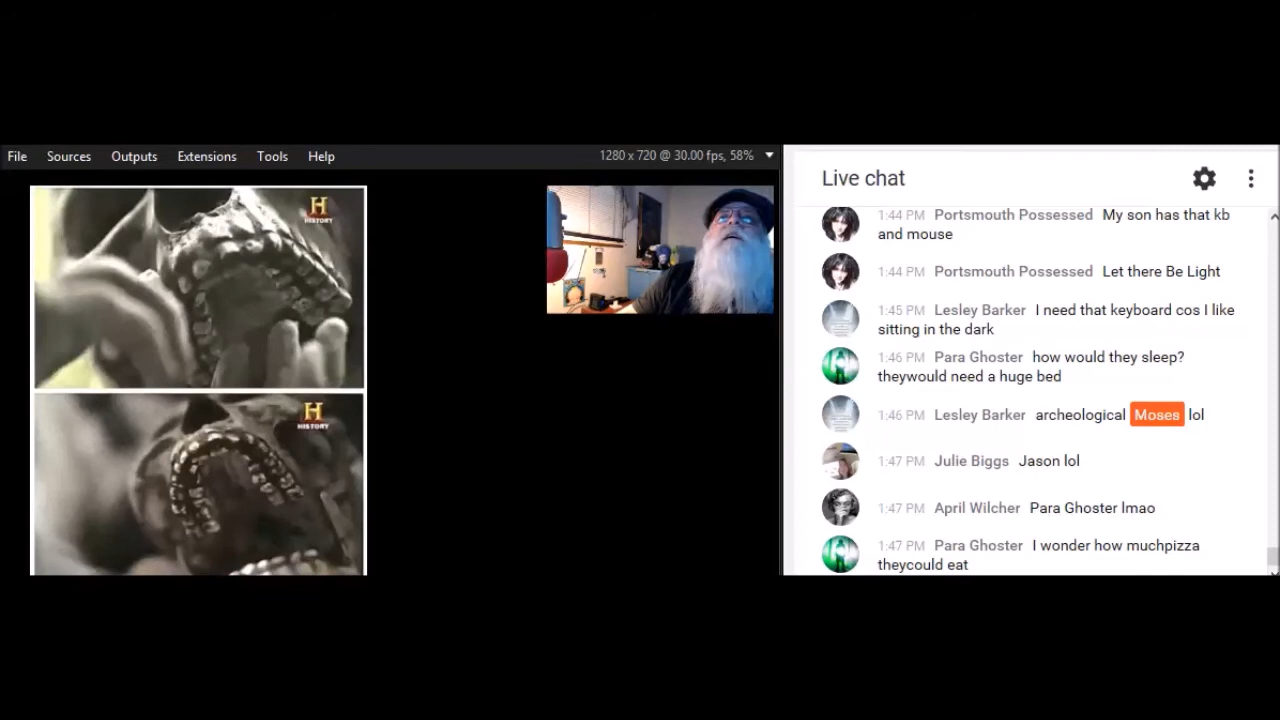 File Sources Outputs Extensions Tools Help
1280 x 720 @ 30.00 fps, 58%
H
HISTORY
H
HISTORY
Live chat
1:44 PM Portsmouth Possessed My son has that kb
and mouse
1:44 PM Portsmouth Possessed Let there Be Light
1:45 PM Lesley Barker I need that keyboard cos I like
sitting in the dark
1:46 PM Para Ghoster how would they sleep?
theywould need a huge bed
1:46 PM Lesley Barker archeological Moses lol
1:47 PM Julie Biggs Jason lol
1:47 PM April Wilcher Para Ghoster lmao
1:47 PM Para Ghoster I wonder how muchpizza
theycould eat